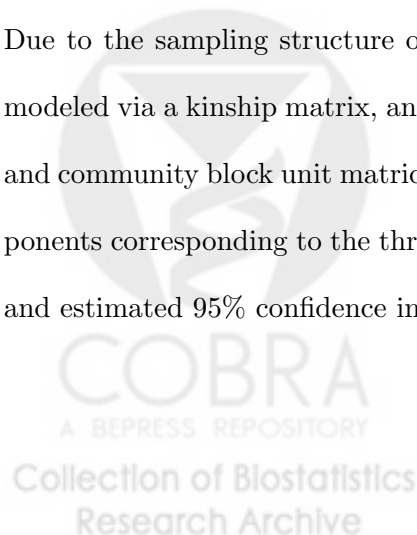 Due to the sampling structure o
modeled via a kinship matrix, an
and community block unit matric
ponents corresponding to the thr
and estimated 95% confidence in
COBRA
A BEPRESS REPOSITORY
Collection of Biostatistics
Research Archive